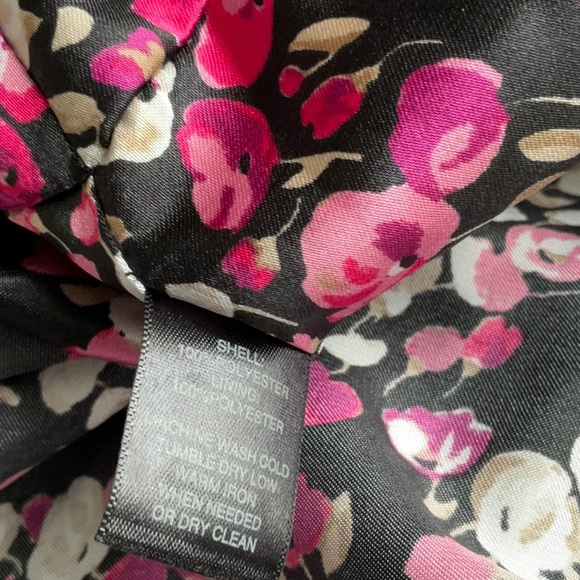 SHELL
100% POLYESTER
LINING
100% POLYESTER
MACHINE WASH COLD
TUMBLE DRY LOW
WARM IRON
WHEN NEEDED
OR DRY CLEAN